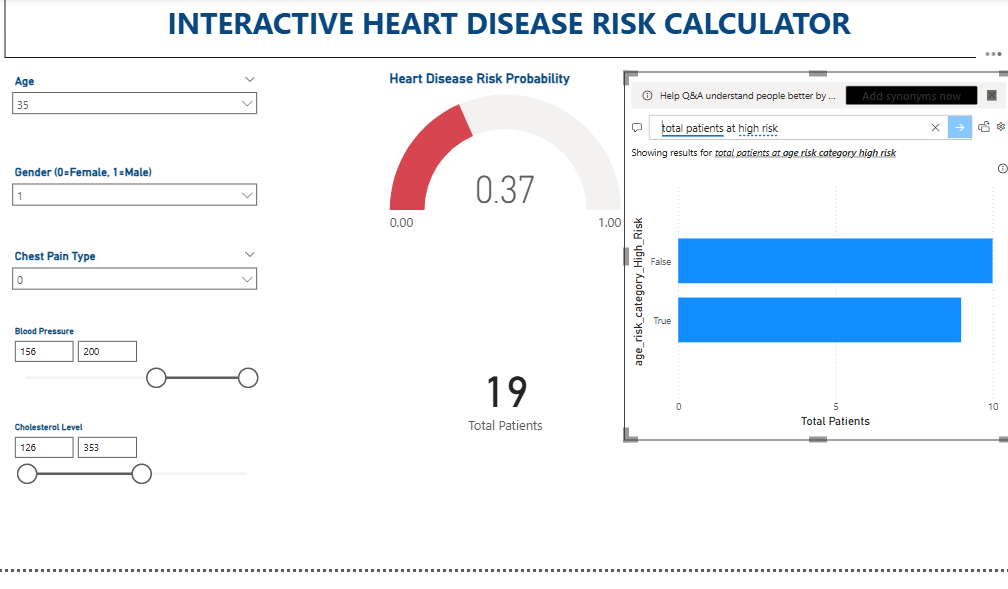 INTERACTIVE HEART DISEASE RISK CALCULATOR
Age
35
Gender (0=Female, 1=Male)
1
Chest Pain Type
0
Blood Pressure
156 200
Cholesterol Level
126 353
Heart Disease Risk Probability
0.37
0.00 1.00
19
Total Patients
Help Q&A understand people better by ... Add synonyms now
total patients at high risk
Showing results for total patients at age risk category high risk
age_risk_category_High_Risk
False
True
0 5 10
Total Patients